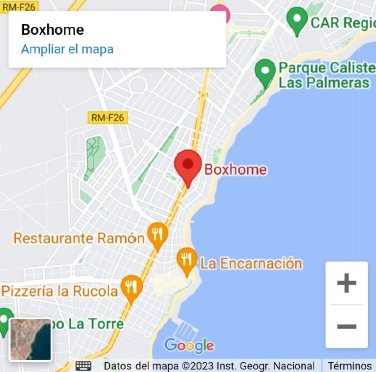 RM-F26
Boxhome
Ampliar el mapa
CAR Regio
Parque Caliste
Las Palmeras
RM-F26
Boxhome
Restaurante Ramón
La Encarnación
Pizzería la Rucola
po La Torre
Google
Datos del mapa ©2023 Inst. Geogr. Nacional
Términos